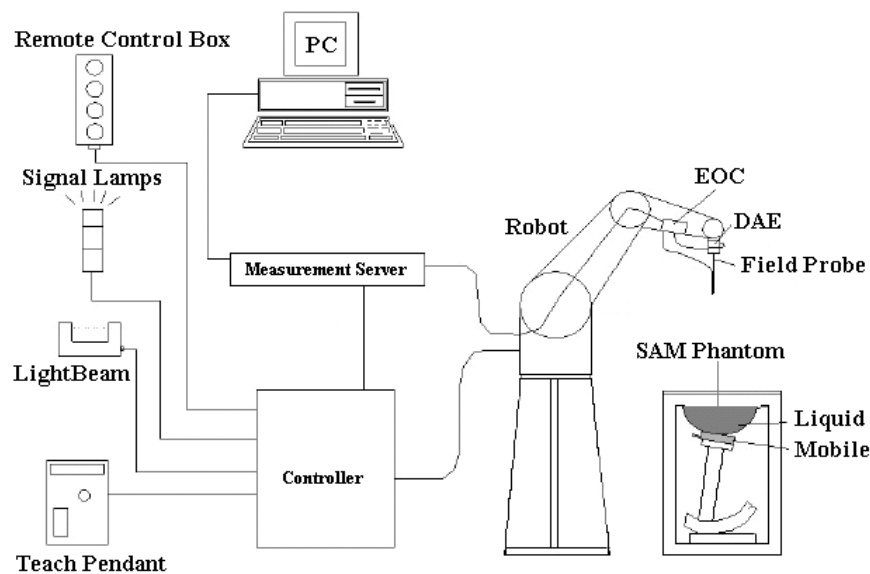 Remote Control Box
PC
Signal Lamps
EOC
DAE
Robot
Field Probe
Measurement Server
SAM Phantom
LightBeam
Liquid
Mobile
Controller
Teach Pendant